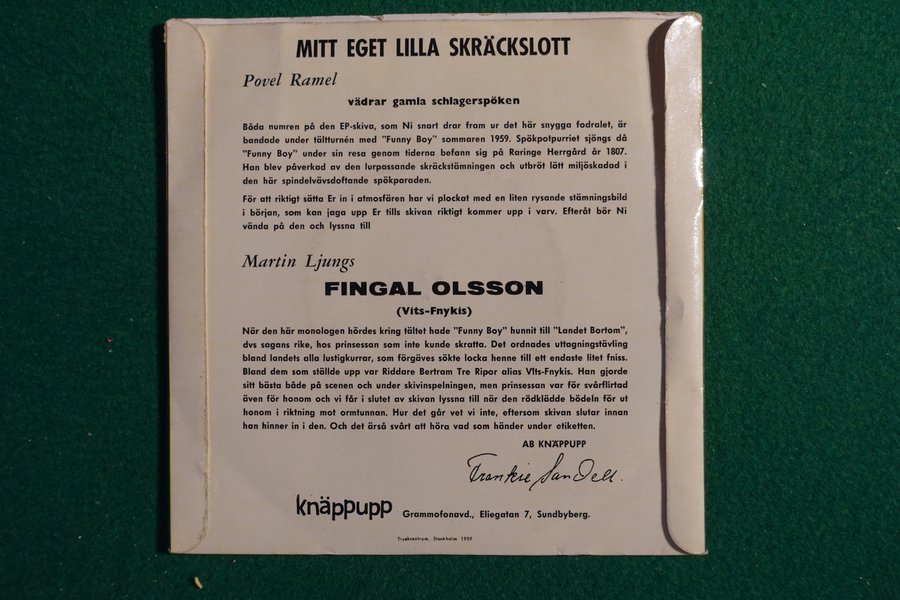 MITT EGET LILLA SKRÄCKSLOTT
Povel Ramel
vädrar gamla schlagerspöken
Båda numren på den EP-skiva, som Ni snart drar fram ur det här snygga fodralet, är
bandade under tältturnén med "Funny Boy" sommaren 1959. Spökpotpurriet sjöngs då
"Funny Boy" under sin resa genom tiderna befann sig på Raringe Herrgård år 1807.
Han blev påverkad av den lurpassande skräckstämningen och utbröt lätt miljöskadad i
den här spindelvävsdoftande spökparaden.
För att riktigt sätta Er in i atmosfären har vi plockat med en liten rysande stämningsbild
i början, som kan jaga upp Er tills skivan riktigt kommer upp i varv. Efteråt bör Ni
vända på den och lyssna till
Martin Ljungs
FINGAL OLSSON
(Vits-Fnykis)
När den här monologen hördes kring tältet hade "Funny Boy" hunnit till "Landet Bortom",
dvs sagans rike, hos prinsessan som inte kunde skratta. Det ordnades uttagningstävling
bland landets alla lustigkurrar, som förgäves sökte locka henne till ett endaste litet fniss.
Bland dem som ställde upp var Riddare Bertram Tre Ripor alias Vits-Fnykis. Han gjorde
sitt bästa både på scenen och under skivinspelningen, men prinsessan var för svårflirtad
även för honom och vi får i slutet av skivan lyssna till när den rödklädde bödeln för ut
honom i riktning mot ormtunnan. Hur det går vet vi inte, eftersom skivan slutar innan
han hinner in i den. Och det ärså svårt att höra vad som händer under etiketten.
AB KNÄPPUPP
Frankie Sandell.
knäppupp Grammofonavd., Eliegatan 7, Sundbyberg.
Tryckcentrum, Stockholm 1959